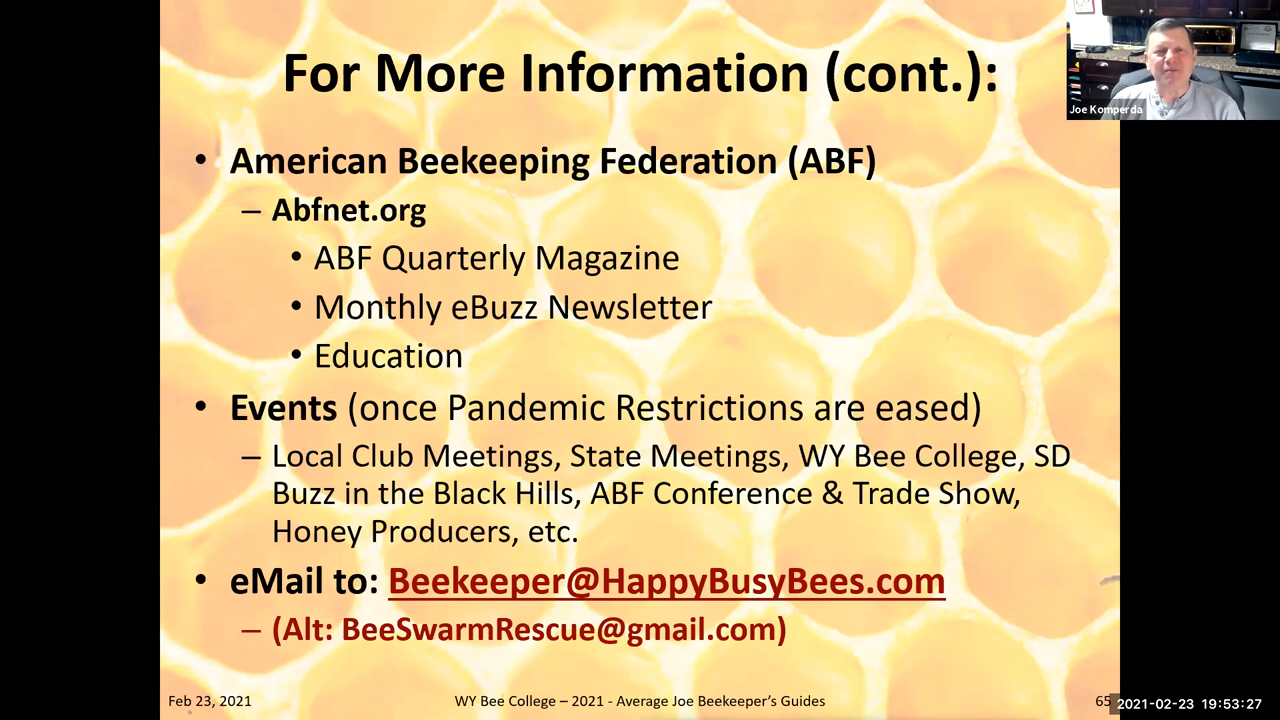 For More Information (cont.):
Joe Komperda
• American Beekeeping Federation (ABF)
– Abfnet.org
• ABF Quarterly Magazine
• Monthly eBuzz Newsletter
• Education
• Events (once Pandemic Restrictions are eased)
– Local Club Meetings, State Meetings, WY Bee College, SD
Buzz in the Black Hills, ABF Conference & Trade Show,
Honey Producers, etc.
• eMail to: Beekeeper@HappyBusyBees.com
– (Alt: BeeSwarmRescue@gmail.com)
Feb 23, 2021
WY Bee College – 2021 - Average Joe Beekeeper’s Guides
65
2021-02-23 19:53:27